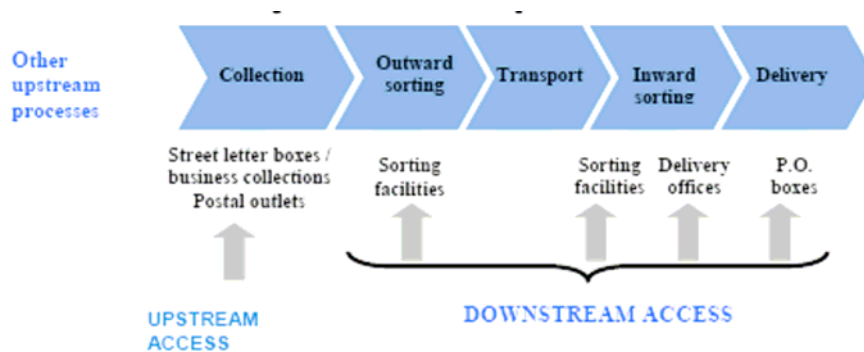 Other
upstream
processes
Collection
Outward
sorting
Transport
Inward
sorting
Delivery
Street letter boxes /
business collections
Postal outlets
Sorting
facilities
Sorting
facilities
Delivery
offices
P.O.
boxes
UPSTREAM
ACCESS
DOWNSTREAM ACCESS